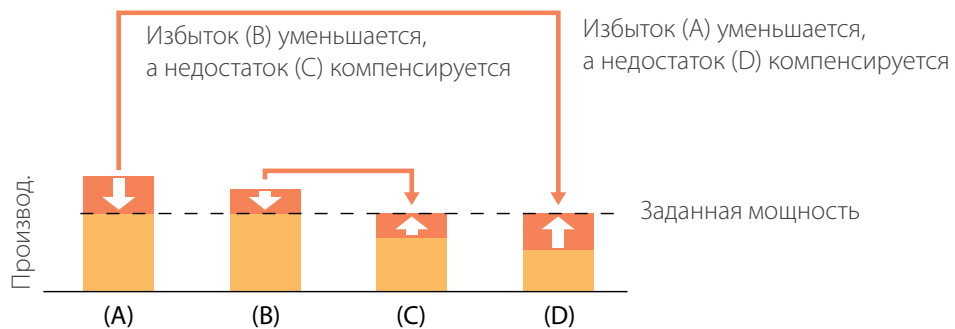 Избыток (B) уменьшается,
а недостаток (C) компенсируется
Избыток (A) уменьшается,
а недостаток (D) компенсируется
Производ.
Заданная мощность
(A)
(B)
(C)
(D)